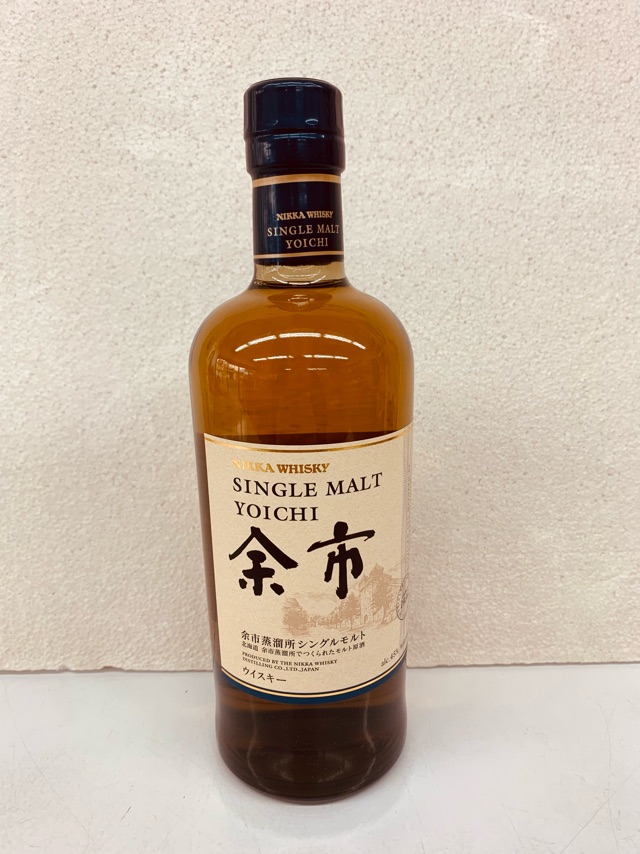 NIKKA WHISKY
SINGLE MALT
YOICHI
NIKKA WHISKY
SINGLE MALT
YOICHI
余市
余市蒸溜所シングルモルト
北海道 余市蒸溜所でつくられたモルト原酒
PRODUCED BY THE NIKKA WHISKY
DISTILLING CO.,LTD.,JAPAN
ウイスキー
alc. 45%